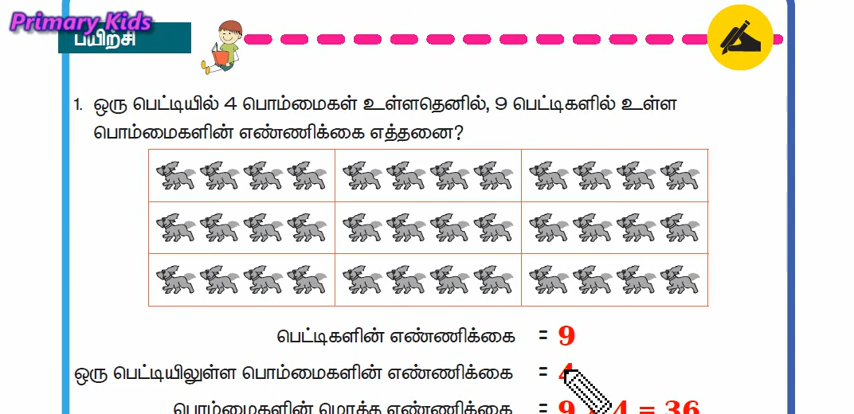 Primary Kids
பயிற்சி
1. ஒரு பெட்டியில் 4 பொம்மைகள் உள்ளதெனில், 9 பெட்டிகளில் உள்ள
பொம்மைகளின் எண்ணிக்கை எத்தனை?
பெட்டிகளின் எண்ணிக்கை = 9
ஒரு பெட்டியிலுள்ள பொம்மைகளின் எண்ணிக்கை = 4
பொம்மைகளின் மொத்த எண்ணிக்கை = 9 4 = 36